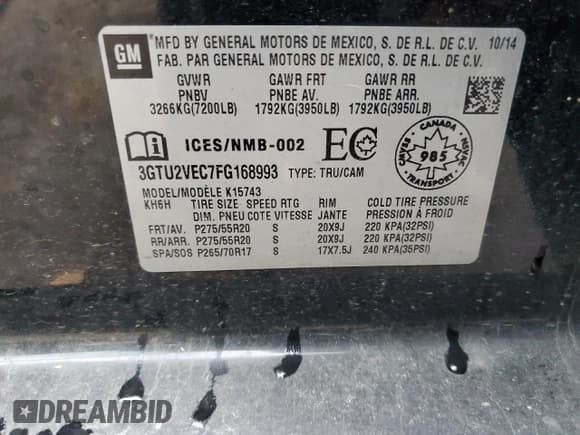 GM
*MFD BY GENERAL MOTORS DE MEXICO, S. DE R.L. DE C.V. 10/14
FAB. PAR GENERAL MOTORS DE MEXICO, S. DE R.L. DE C.V.*
GVWR GAWR FRT GAWR RR
PNBV PNBE AV. PNBE ARR.
3266KG(7200LB) 1792KG(3950LB) 1792KG(3950LB)
ICES/NMB-002 EC CANADA 985 NSVAC SVAMC
3GTU2VEC7FG168993 TYPE: TRU/CAM
MODEL/MODÈLE K15743
KH6H TIRE SIZE SPEED RTG RIM COLD TIRE PRESSURE
DIM. PNEU COTE VITESSE JANTE PRESSION À FROID
FRT/AV. P275/55R20 S 20X9J 220 KPA(32PSI)
RR/ARR. P275/55R20 S 20X9J 220 KPA(32PSI)
SPA/SOS P265/70R17 S 17X7.5J 240 KPA(35PSI)
DREAMBID